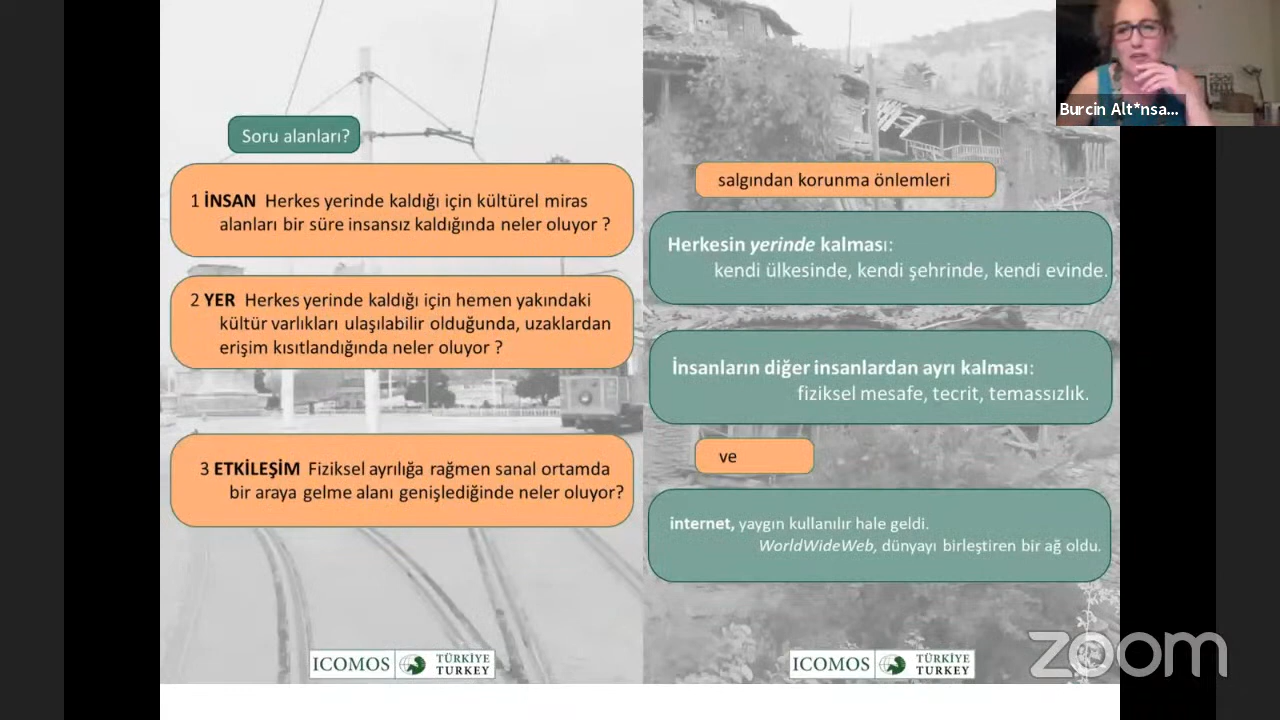 Soru alanları?
1 İNSAN Herkes yerinde kaldığı için kültürel miras
alanları bir süre insansız kaldığında neler oluyor ?
2 YER Herkes yerinde kaldığı için hemen yakındaki
kültür varlıkları ulaşılabilir olduğunda, uzaklardan
erişim kısıtlandığında neler oluyor ?
3 ETKİLEŞİM Fiziksel ayrılığa rağmen sanal ortamda
bir araya gelme alanı genişlediğinde neler oluyor?
ICOMOS TÜRKİYE
TURKEY
salgından korunma önlemleri
Herkesin yerinde kalması:
kendi ülkesinde, kendi şehrinde, kendi evinde.
İnsanların diğer insanlardan ayrı kalması:
fiziksel mesafe, tecrit, temassızlık.
ve
internet, yaygın kullanılır hale geldi.
WorldWideWeb, dünyayı birleştiren bir ağ oldu.
ICOMOS TÜRKİYE
TURKEY
Burcin Alt*nsa...
zoom